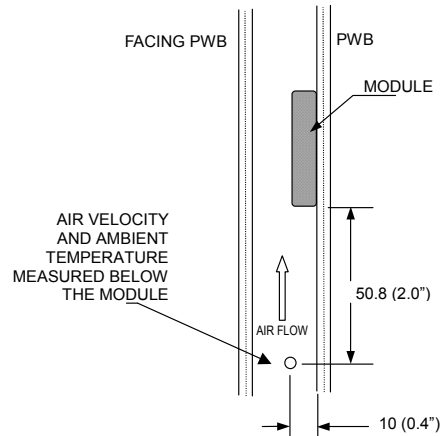 FACING PWB
PWB
MODULE
AIR VELOCITY
AND AMBIENT
TEMPERATURE
MEASURED BELOW
THE MODULE
50.8 (2.0”)
AIR FLOW
10 (0.4”)